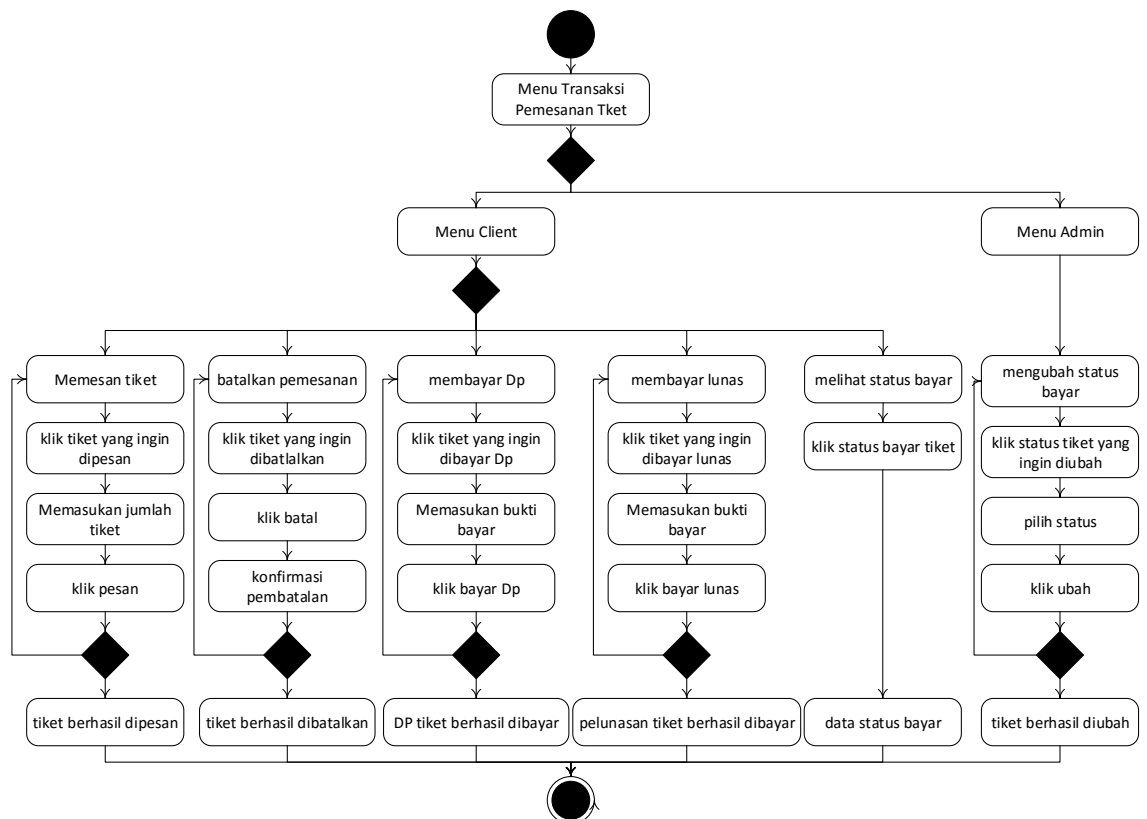 Menu Transaksi
Pemesanan Tket
Menu Client
Menu Admin
Memesan tiket
batalkan pemesanan
membayar Dp
membayar lunas
melihat status bayar
mengubah status
bayar
klik tiket yang ingin
dipesan
klik tiket yang ingin
dibatlalkan
klik tiket yang ingin
dibayar Dp
klik tiket yang ingin
dibayar lunas
klik status bayar tiket
klik status tiket yang
ingin diubah
Memasukan jumlah
tiket
klik batal
Memasukan bukti
bayar
Memasukan bukti
bayar
pilih status
klik pesan
konfirmasi
pembatalan
klik bayar Dp
klik bayar lunas
klik ubah
tiket berhasil dipesan
tiket berhasil dibatalkan
DP tiket berhasil dibayar
pelunasan tiket berhasil dibayar
data status bayar
tiket berhasil diubah